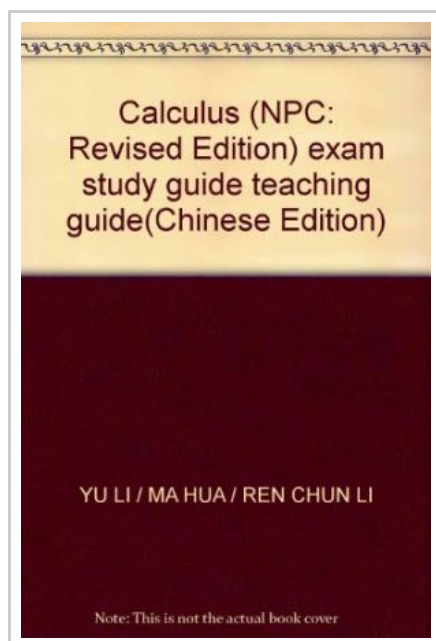 Calculus (NPC:
Revised Edition) exam
study guide teaching
guide(Chinese Edition)
YU LI / MA HUA / REN CHUN LI
Note: This is not the actual book cover